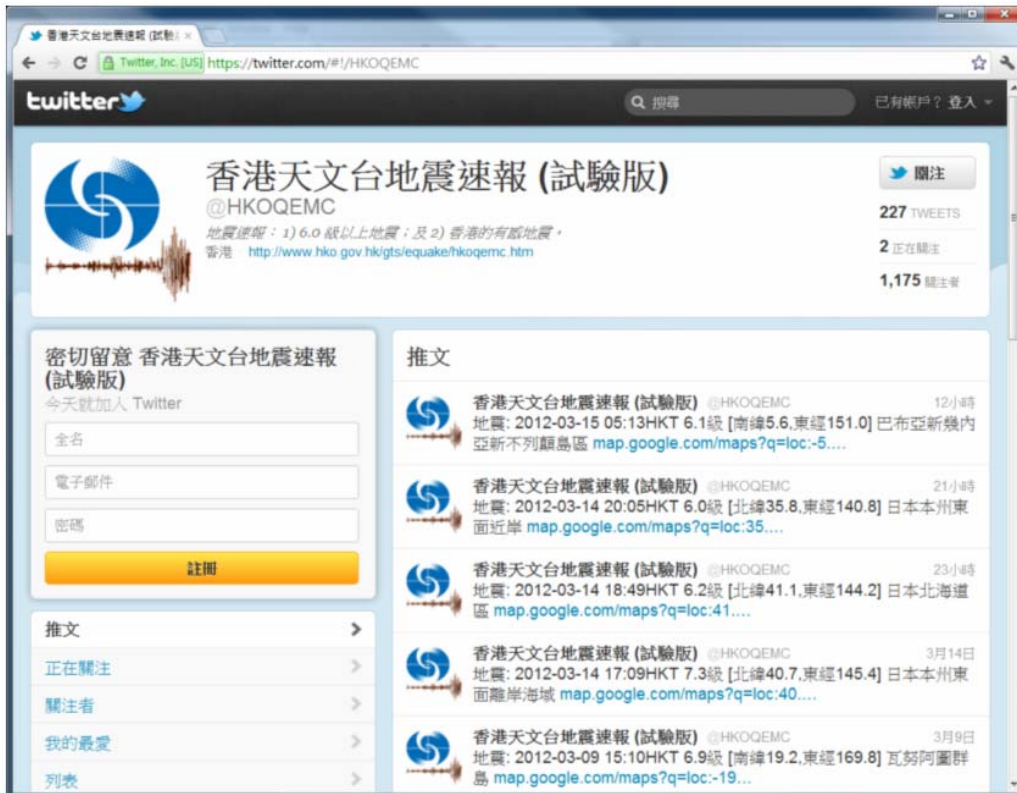 香港天文台地震速報 (試驗
Twitter, Inc. [US] https://twitter.com/#!/HKOQEMC
twitter
搜尋
已有帳戶？登入
香港天文台地震速報 (試驗版)
@HKOQEMC
地震速報：1) 6.0 級以上地震；及 2) 香港的有感地震。
香港 http://www.hko.gov.hk/gts/equake/hkoqemc.htm
關注
227 TWEETS
2 正在關注
1,175 關注者
密切留意 香港天文台地震速報
(試驗版)
今天就加入 Twitter
全名
電子郵件
密碼
註冊
推文
正在關注
關注者
我的最愛
列表
推文
香港天文台地震速報 (試驗版) @HKOQEMC 12小時
地震: 2012-03-15 05:13HKT 6.1級 [南緯5.6,東經151.0] 巴布亞新幾內
亞新不列顛島區 map.google.com/maps?q=loc:-5....
香港天文台地震速報 (試驗版) @HKOQEMC 21小時
地震: 2012-03-14 20:05HKT 6.0級 [北緯35.8,東經140.8] 日本本州東
面近岸 map.google.com/maps?q=loc:35....
香港天文台地震速報 (試驗版) @HKOQEMC 23小時
地震: 2012-03-14 18:49HKT 6.2級 [北緯41.1,東經144.2] 日本北海道
區 map.google.com/maps?q=loc:41....
香港天文台地震速報 (試驗版) @HKOQEMC 3月14日
地震: 2012-03-14 17:09HKT 7.3級 [北緯40.7,東經145.4] 日本本州東
面離岸海域 map.google.com/maps?q=loc:40....
香港天文台地震速報 (試驗版) @HKOQEMC 3月9日
地震: 2012-03-09 15:10HKT 6.9級 [南緯19.2,東經169.8] 瓦努阿圖群
島 map.google.com/maps?q=loc:-19...